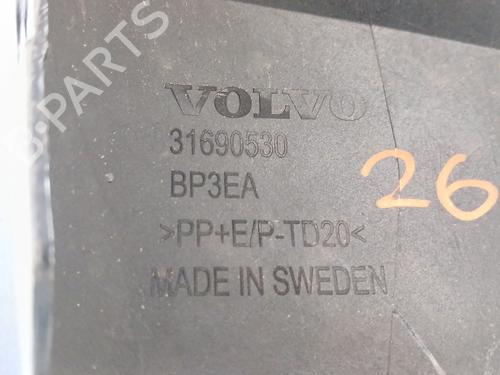 B-PARTS
VOLVO
31690530
BP3EA
>PP+E/P-TD20<
MADE IN SWEDEN
26